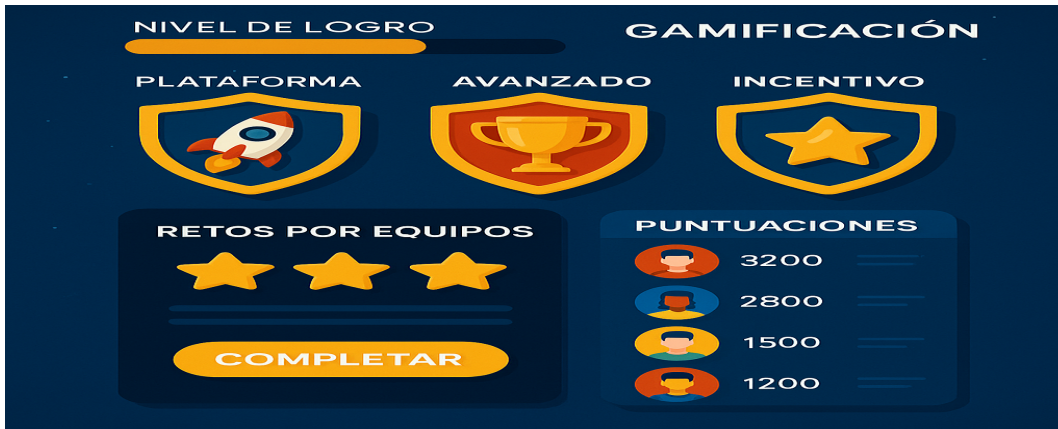 NIVEL DE LOGRO
GAMIFICACIÓN
PLATAFORMA
AVANZADO
INCENTIVO
RETOS POR EQUIPOS
COMPLETAR
PUNTUACIONES
3200
2800
1500
1200